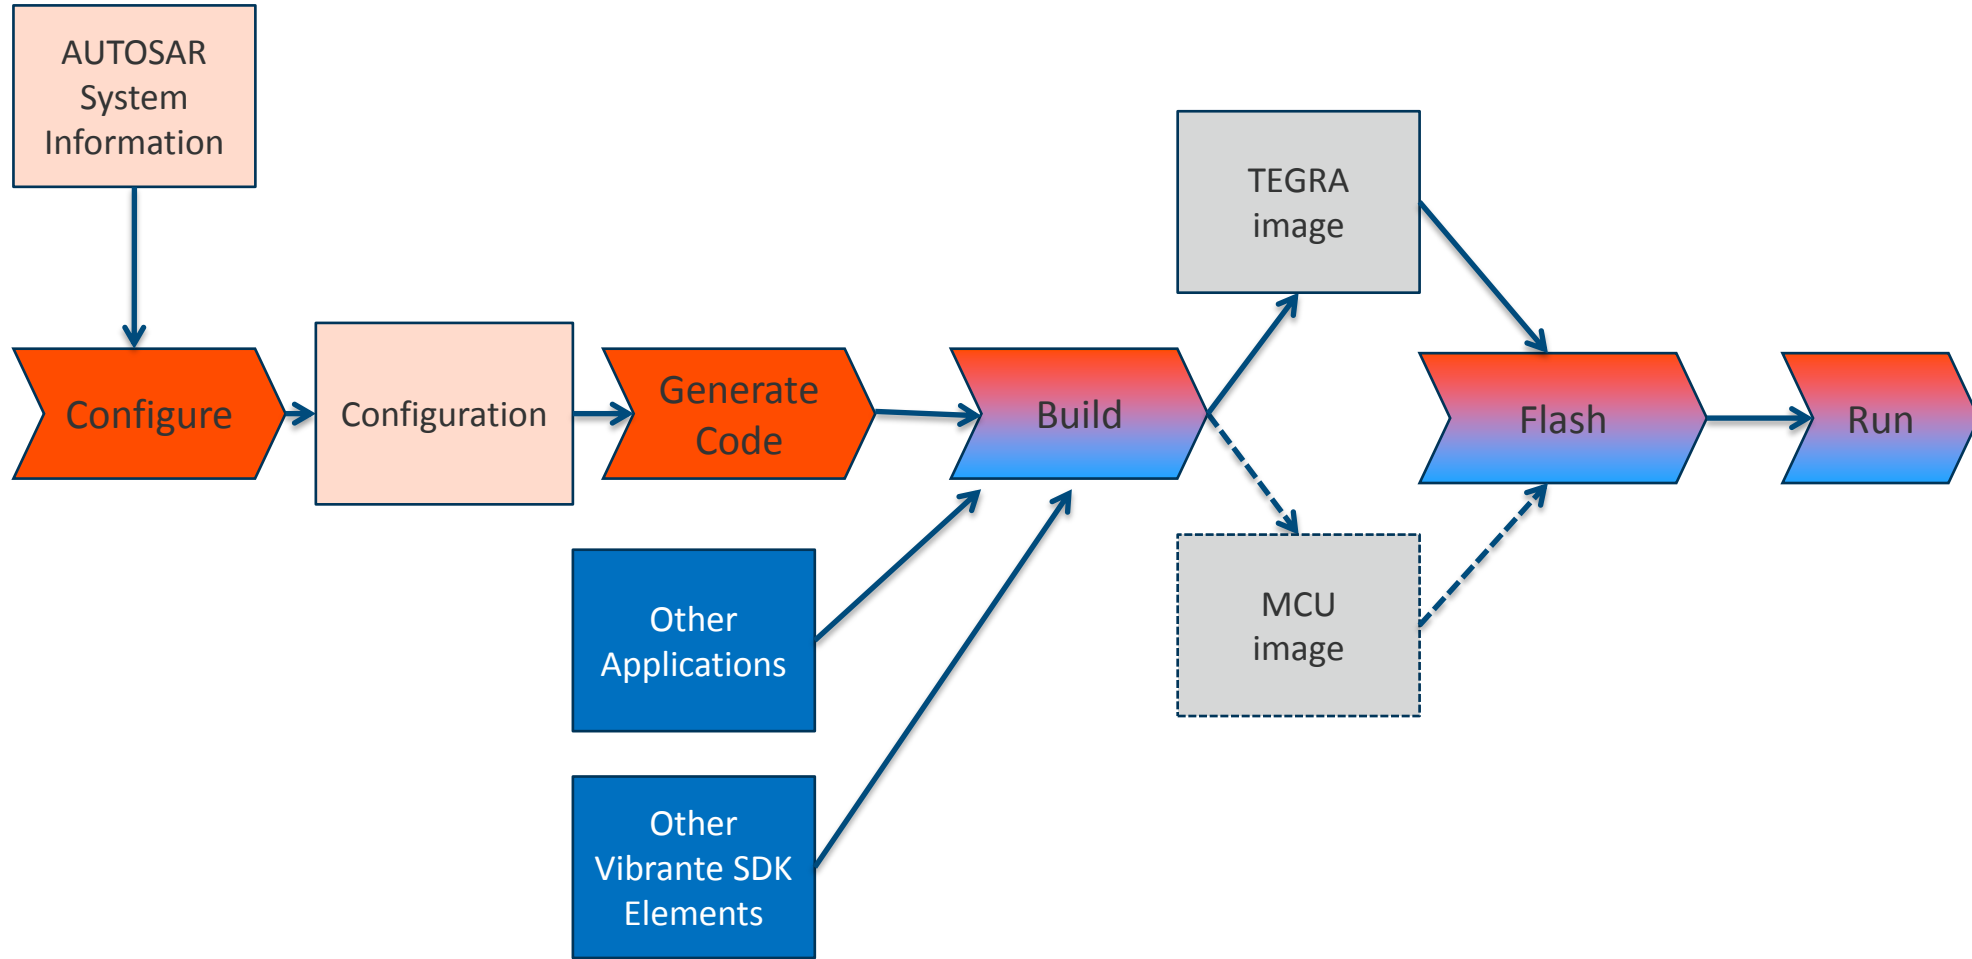 AUTOSAR
System
Information
Configure
Configuration
Generate
Code
Build
TEGRA
image
MCU
image
Flash
Run
Other
Applications
Other
Vibrante SDK
Elements